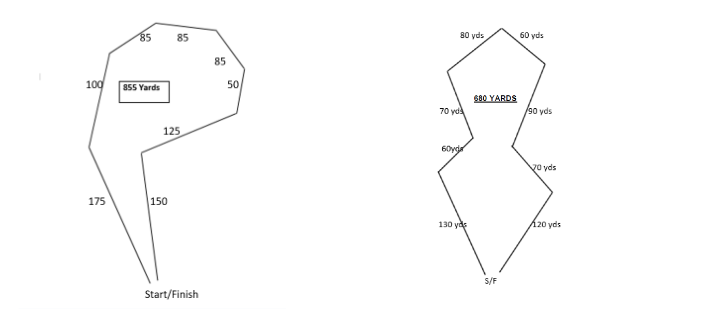 85
85
85
100
855 Yards
50
125
175
150
Start/Finish
80 yds
60 yds
680 YARDS
70 yds
90 yds
60yds
70 yds
130 yds
120 yds
S/F